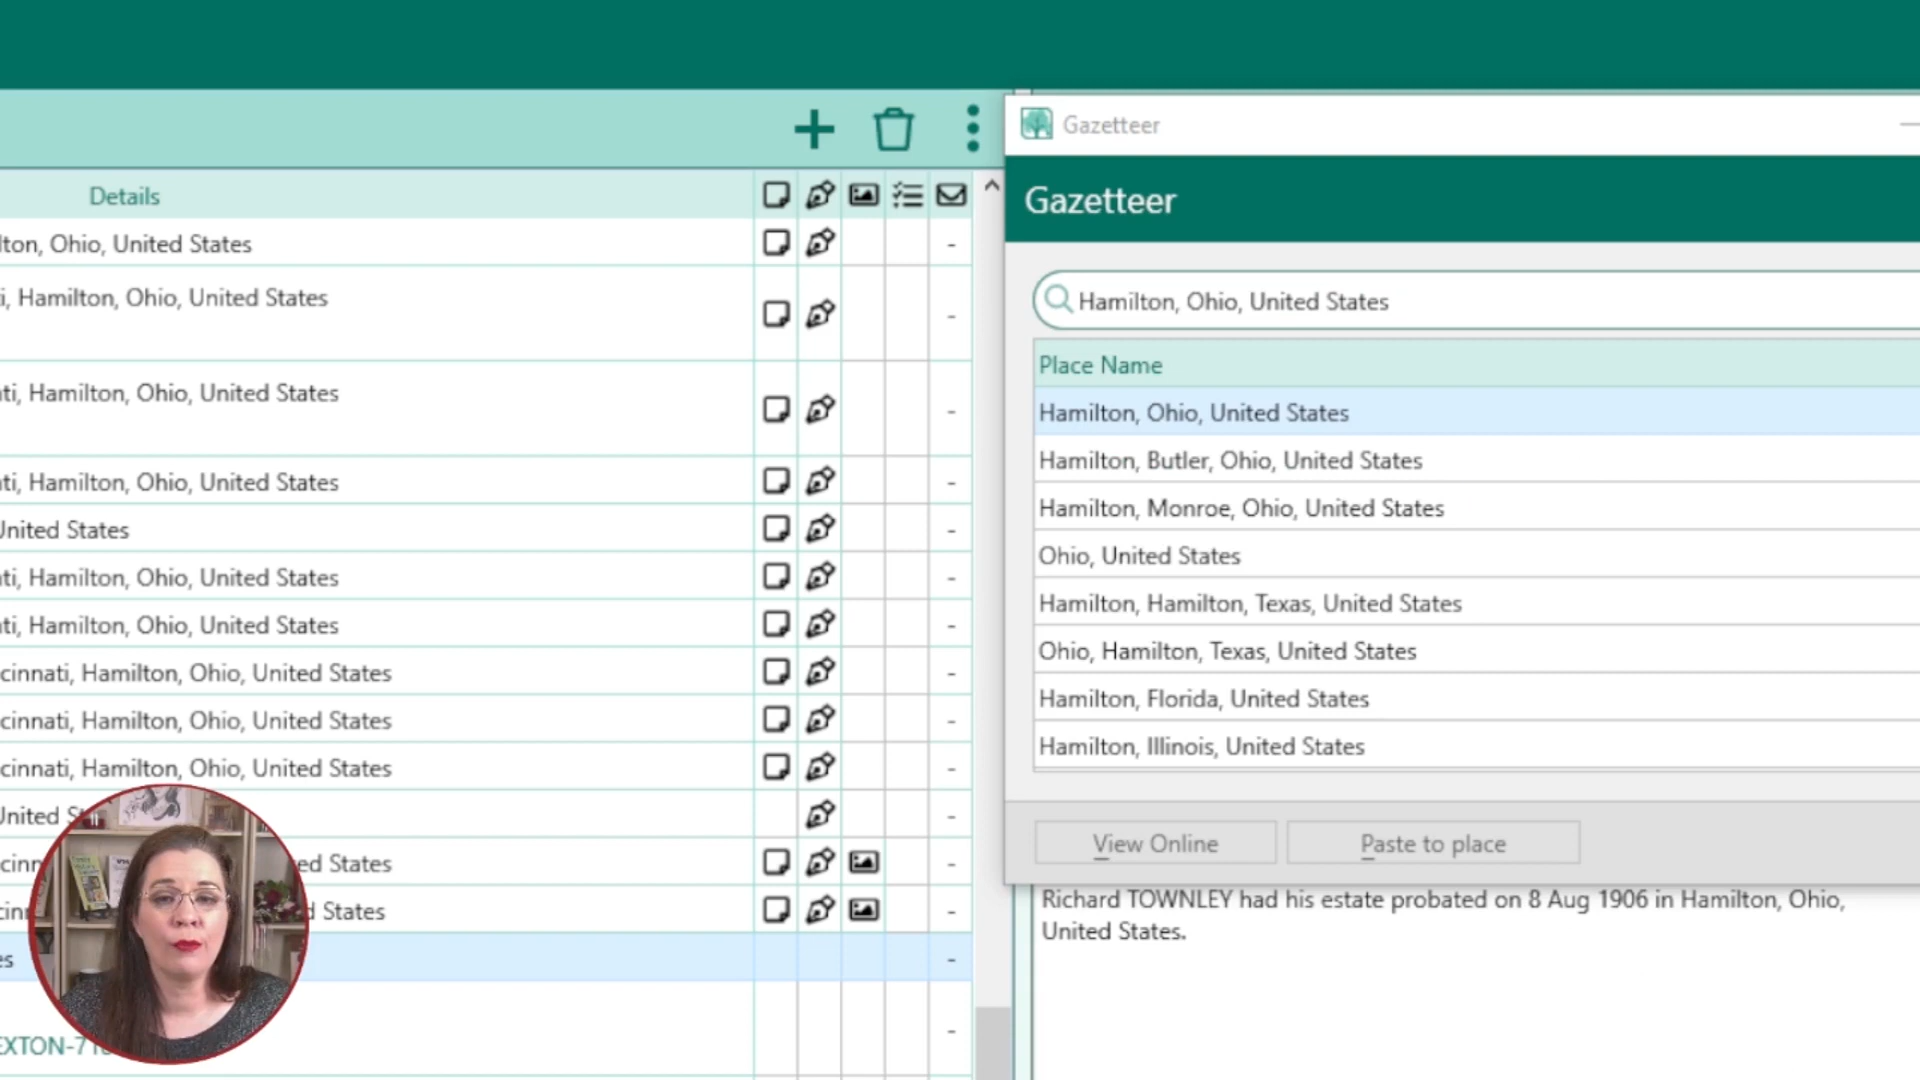 Details
lton, Ohio, United States
i, Hamilton, Ohio, United States
ti, Hamilton, Ohio, United States
ti, Hamilton, Ohio, United States
United States
ti, Hamilton, Ohio, United States
ti, Hamilton, Ohio, United States
cinnati, Hamilton, Ohio, United States
cinnati, Hamilton, Ohio, United States
cinnati, Hamilton, Ohio, United States
United
ed States
d States
es
EXTON-71
Gazetteer
Gazetteer
Hamilton, Ohio, United States
Place Name
Hamilton, Ohio, United States
Hamilton, Butler, Ohio, United States
Hamilton, Monroe, Ohio, United States
Ohio, United States
Hamilton, Hamilton, Texas, United States
Ohio, Hamilton, Texas, United States
Hamilton, Florida, United States
Hamilton, Illinois, United States
View Online
Paste to place
Richard TOWNLEY had his estate probated on 8 Aug 1906 in Hamilton, Ohio,
United States.